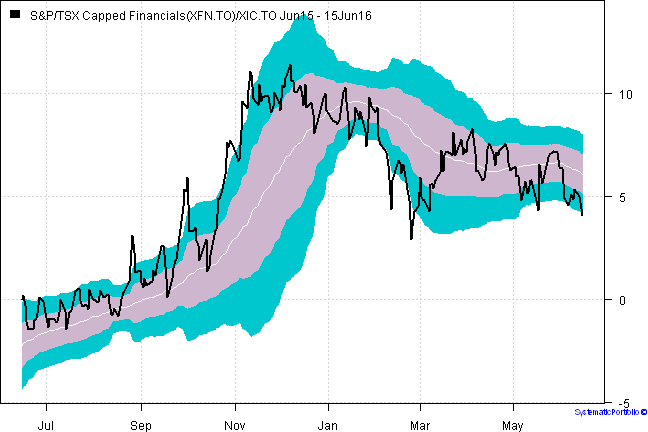 S&P/TSX Capped Financials(XFN.TO)/XIC.TO Jun15 - 15Jun16
10
5
0
-5
Jul Sep Nov Jan Mar May
SystematicPortfolio ©